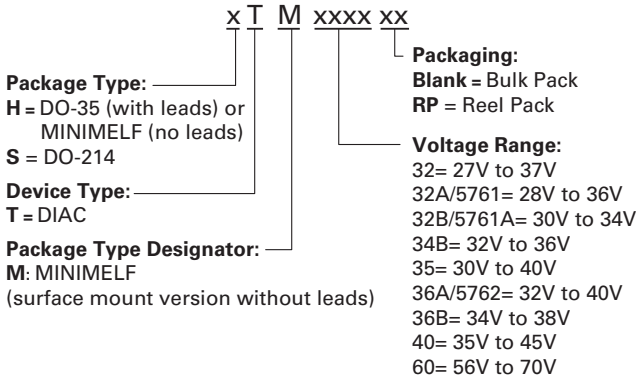 x T M xxxx xx
Package Type:
H = DO-35 (with leads) or
MINIMELF (no leads)
S = DO-214
Device Type:
T = DIAC
Package Type Designator:
M: MINIMELF
(surface mount version without leads)
Packaging:
Blank = Bulk Pack
RP = Reel Pack
Voltage Range:
32= 27V to 37V
32A/5761= 28V to 36V
32B/5761A= 30V to 34V
34B= 32V to 36V
35= 30V to 40V
36A/5762= 32V to 40V
36B= 34V to 38V
40= 35V to 45V
60= 56V to 70V